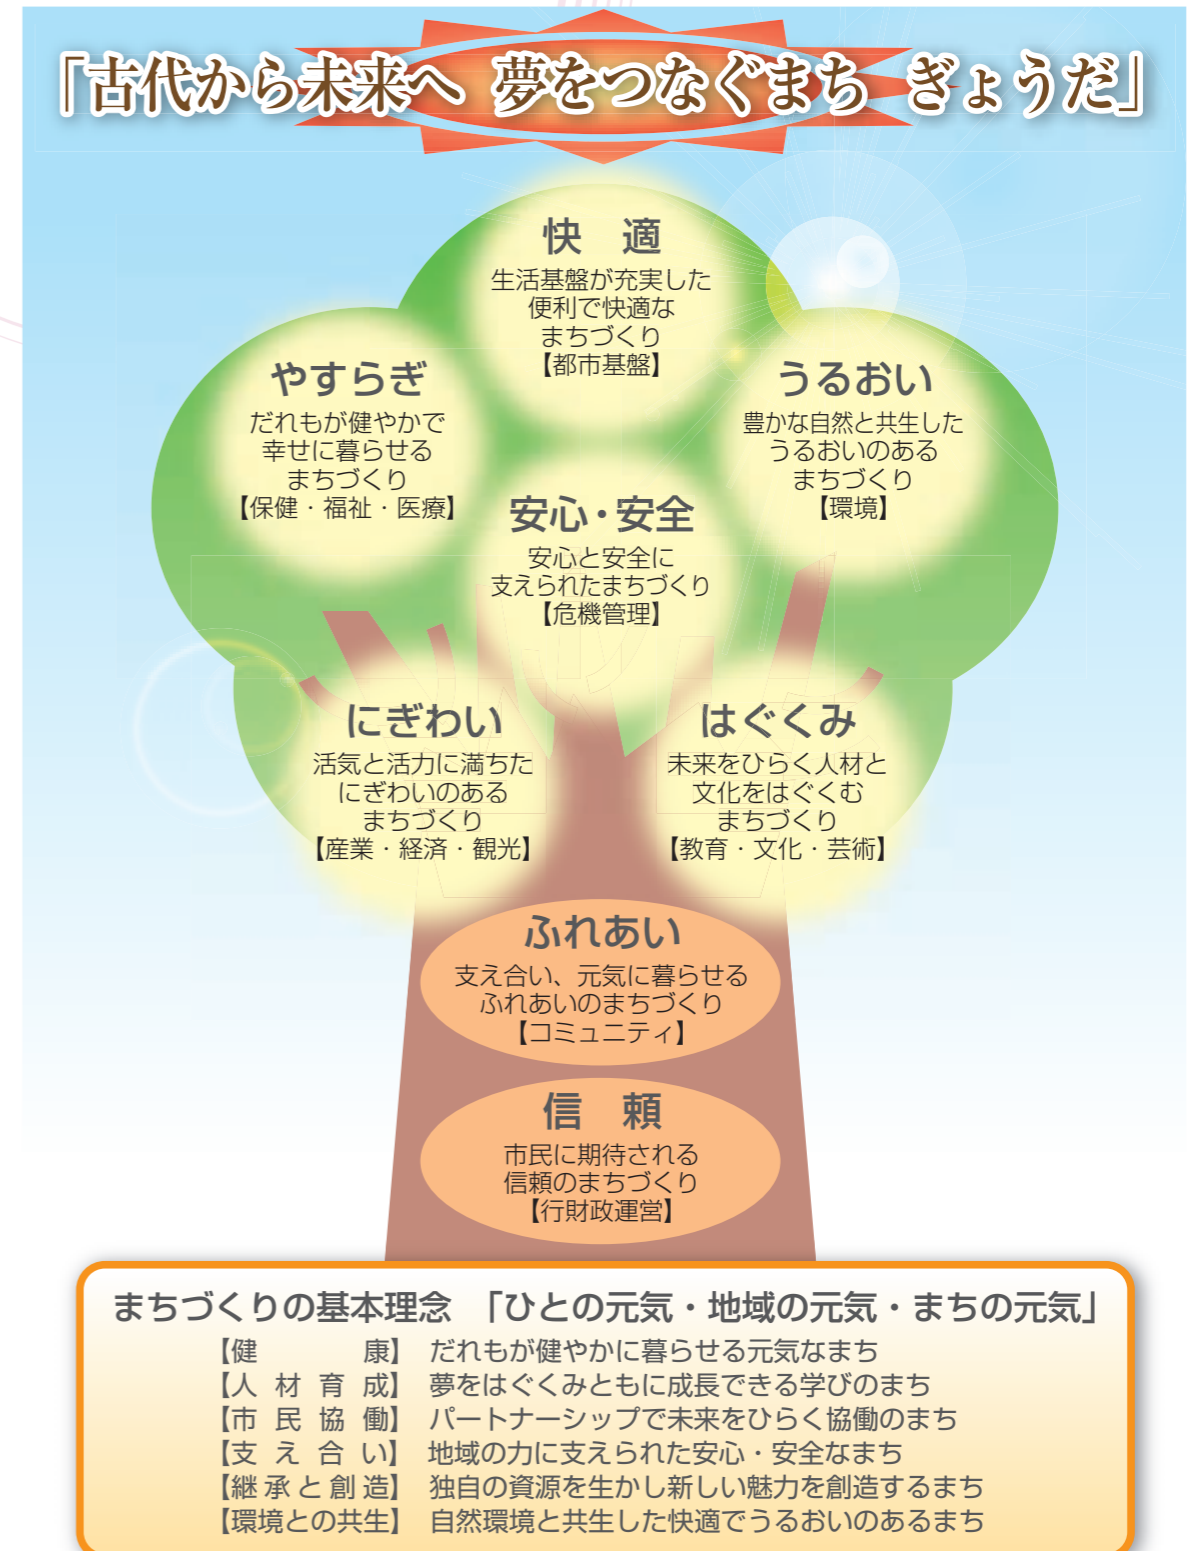 「古代から未来へ 夢をつなぐまち ぎょうだ」
快 適
生活基盤が充実した
便利で快適な
まちづくり
【都市基盤】
やすらぎ
だれもが健やかで
幸せに暮らせる
まちづくり
【保健・福祉・医療】
うるおい
豊かな自然と共生した
うるおいのある
まちづくり
【環境】
安心・安全
安心と安全に
支えられたまちづくり
【危機管理】
にぎわい
活気と活力に満ちた
にぎわいのある
まちづくり
【産業・経済・観光】
はぐくみ
未来をひらく人材と
文化をはぐくむ
まちづくり
【教育・文化・芸術】
ふれあい
支え合い、元気に暮らせる
ふれあいのまちづくり
【コミュニティ】
信 頼
市民に期待される
信頼のまちづくり
【行財政運営】
まちづくりの基本理念 「ひとの元気・地域の元気・まちの元気」
【健 康】 だれもが健やかに暮らせる元気なまち
【人 材 育 成】 夢をはぐくみともに成長できる学びのまち
【市 民 協 働】 パートナーシップで未来をひらく協働のまち
【支 え 合 い】 地域の力に支えられた安心・安全なまち
【継承と創造】 独自の資源を生かし新しい魅力を創造するまち
【環境との共生】 自然環境と共生した快適でうるおいのあるまち